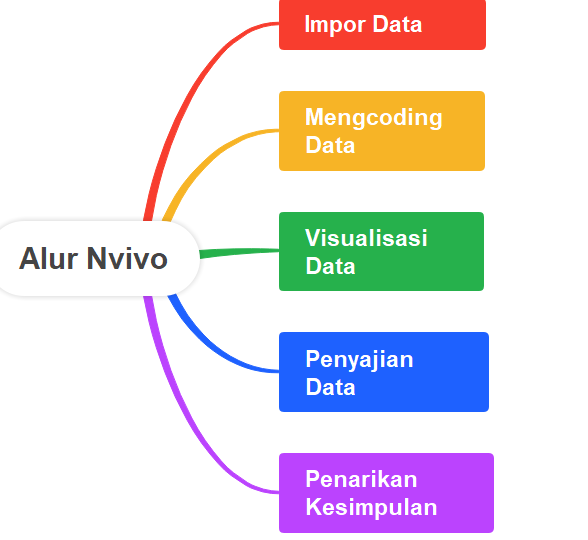 Impor Data
Mengcoding
Data
Visualisasi
Data
Alur Nvivo
Penyajian
Data
Penarikan
Kesimpulan